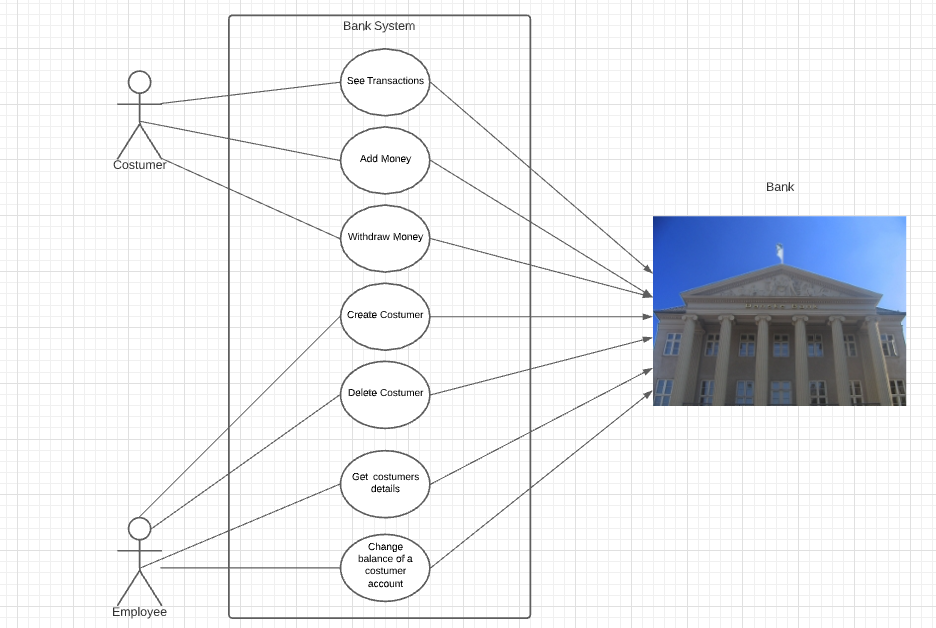 Bank System
See Transactions
Add Money
Costumer
Bank
Withdraw Money
Create Costumer
Delete Costumer
Get costumers
details
Change
balance of a
costumer
account
Employee